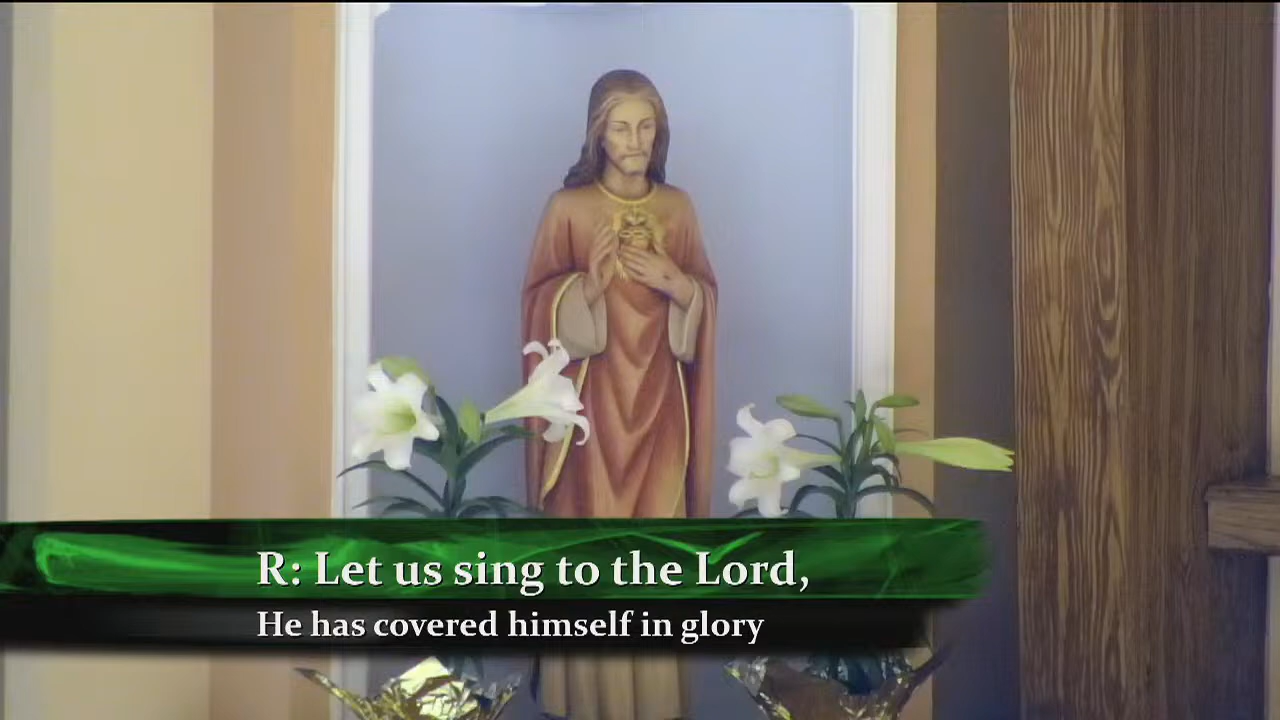 R: Let us sing to the Lord,
He has covered himself in glory